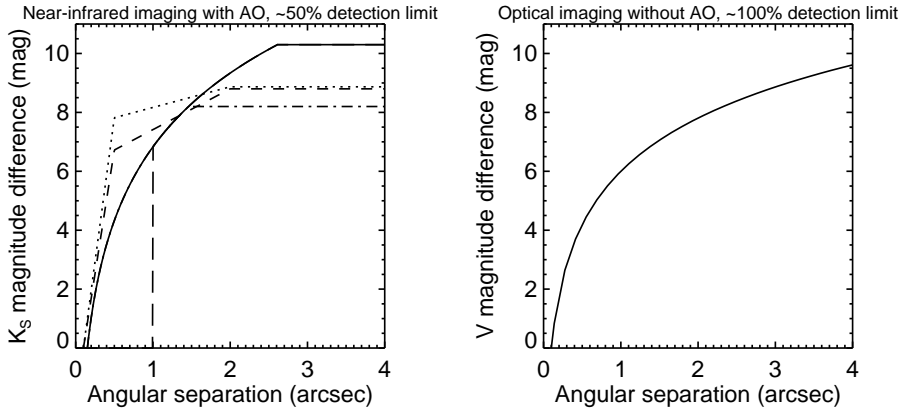 Near-infrared imaging with AO, ~50% detection limit
10
8
6
4
2
0
K_S magnitude difference (mag)
0 1 2 3 4
Angular separation (arcsec)
Optical imaging without AO, ~100% detection limit
10
8
6
4
2
0
V magnitude difference (mag)
0 1 2 3 4
Angular separation (arcsec)